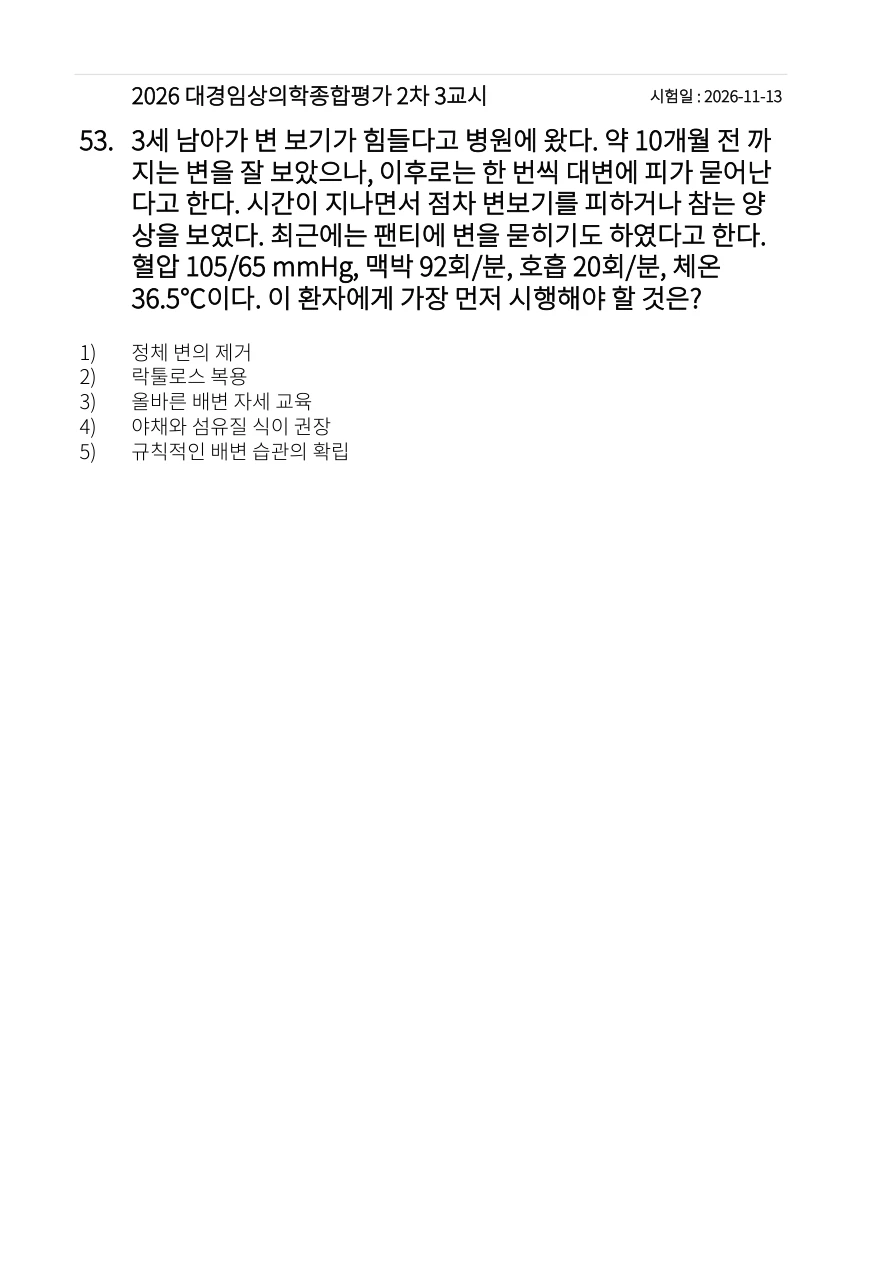 2026 대경임상의학종합평가 2차 3교시 시험일 : 2026-11-13
53. 3세 남아가 변 보기가 힘들다고 병원에 왔다. 약 10개월 전 까
지는 변을 잘 보았으나, 이후로는 한 번씩 대변에 피가 묻어난
다고 한다. 시간이 지나면서 점차 변보기를 피하거나 참는 양
상을 보였다. 최근에는 팬티에 변을 묻히기도 하였다고 한다.
혈압 105/65 mmHg, 맥박 92회/분, 호흡 20회/분, 체온
36.5℃이다. 이 환자에게 가장 먼저 시행해야 할 것은?
1) 정체 변의 제거
2) 락툴로스 복용
3) 올바른 배변 자세 교육
4) 야채와 섬유질 식이 권장
5) 규칙적인 배변 습관의 확립